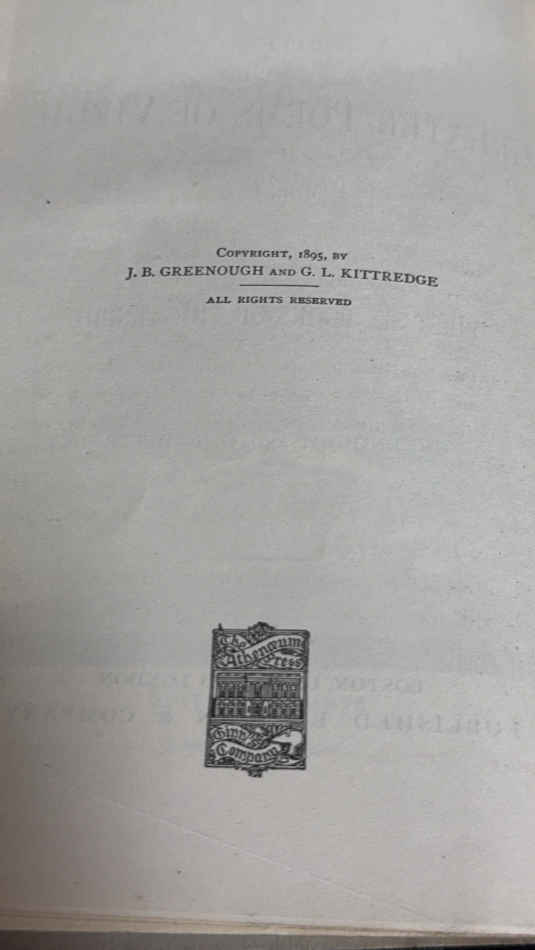 Copyright, 1895, by
J. B. GREENOUGH and G. L. KITTREDGE
ALL RIGHTS RESERVED
The
Athenæum
Press
Ginn &
Company